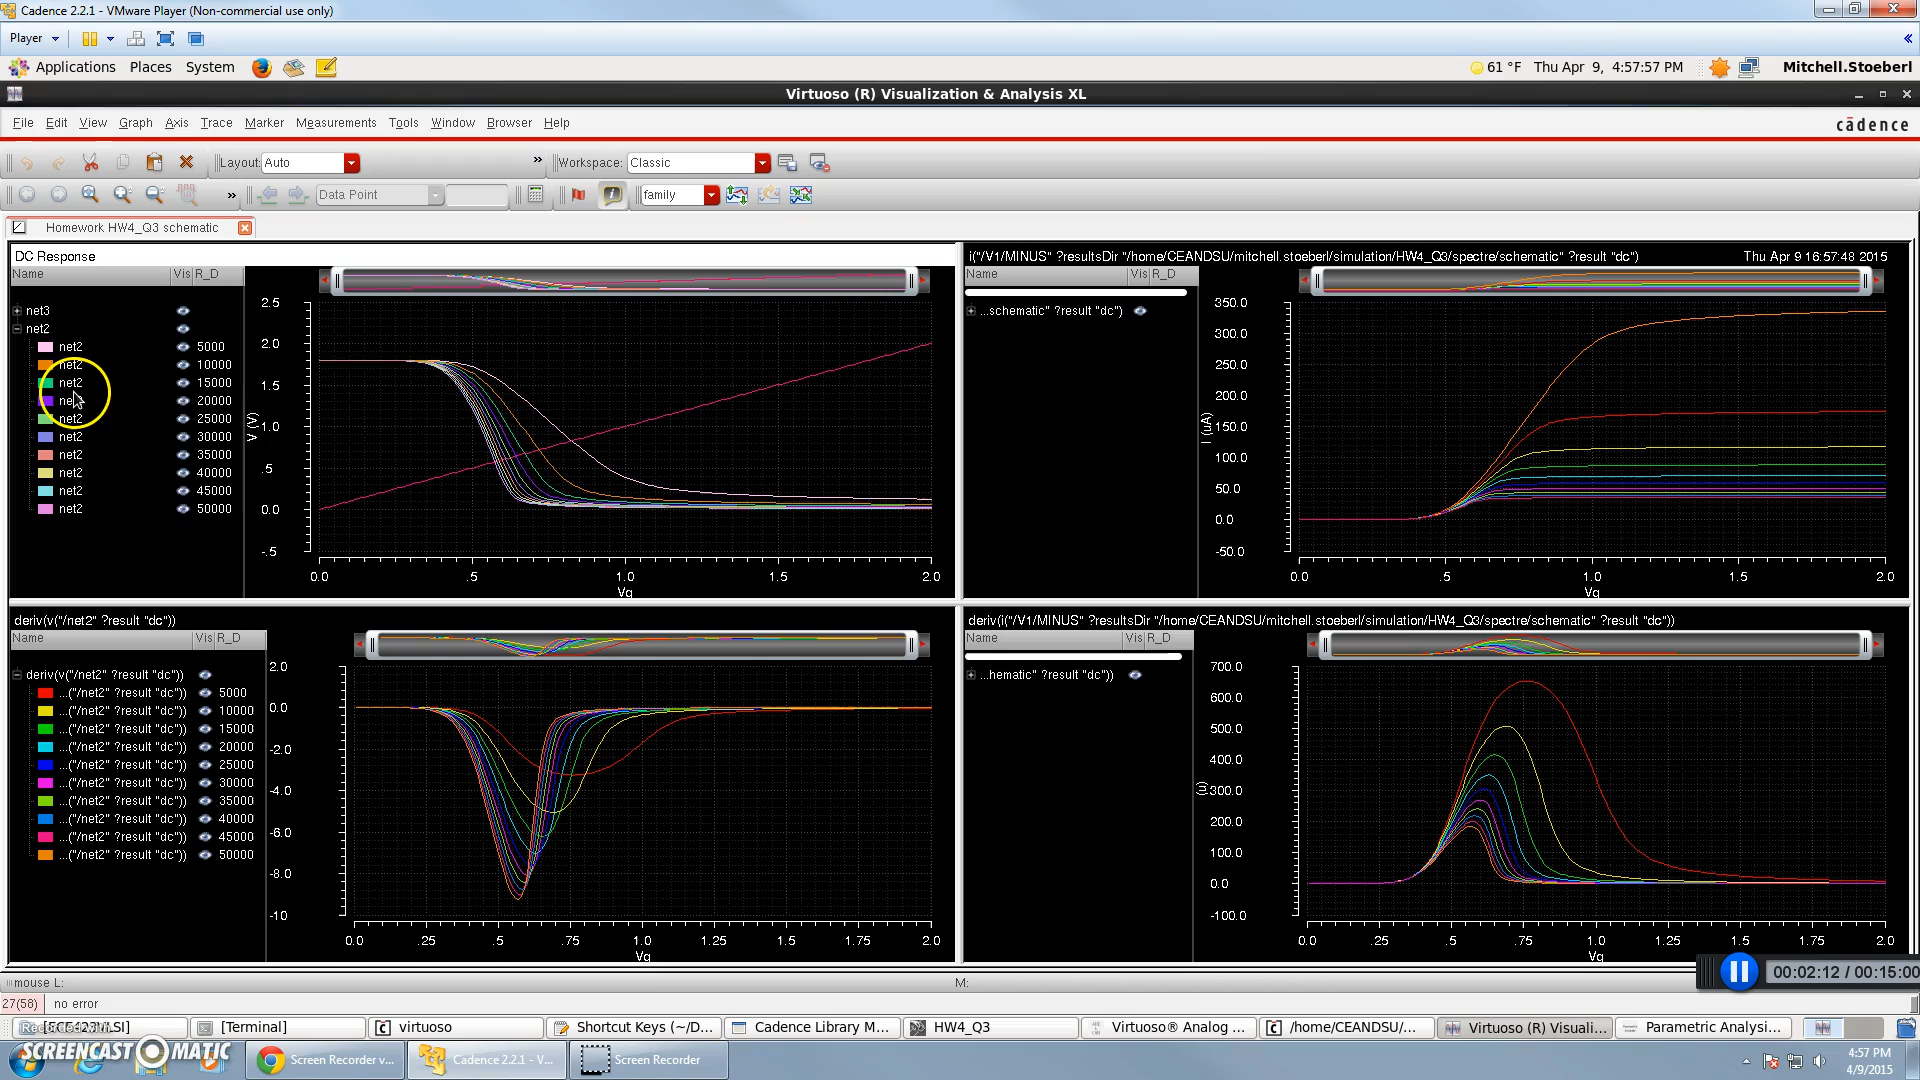 Cadence 2.2.1 - VMware Player (Non-commercial use only)
Player
Applications Places System 61 °F Thu Apr 9, 4:57:57 PM Mitchell.Stoeberl
Virtuoso (R) Visualization & Analysis XL
File Edit View Graph Axis Trace Marker Measurements Tools Window Browser Help cādence
Layout: Auto » Workspace: Classic
» Data Point family
Homework HW4_Q3 schematic
DC Response
Name Vis R_D
net3
net2
net2 5000
net2 10000
net2 15000
20000
net2 25000
net2 30000
net2 35000
net2 40000
net2 45000
net2 50000
2.5
2.0
1.5
1.0
.5
0.0
-.5
V (V)
0.0 .5 1.0 1.5 2.0
Vg
i("/V1/MINUS" ?resultsDir "/home/CEANDSU/mitchell.stoeberl/simulation/HW4_Q3/spectre/schematic" ?result "dc") Thu Apr 9 16:57:48 2015
Name Vis R_D
...schematic" ?result "dc")
350.0
300.0
250.0
200.0
150.0
100.0
50.0
0.0
-50.0
I (uA)
0.0 .5 1.0 1.5 2.0
Vg
deriv(v("/net2" ?result "dc"))
Name Vis R_D
deriv(v("/net2" ?result "dc"))
...("/net2" ?result "dc")) 5000
...("/net2" ?result "dc")) 10000
...("/net2" ?result "dc")) 15000
...("/net2" ?result "dc")) 20000
...("/net2" ?result "dc")) 25000
...("/net2" ?result "dc")) 30000
...("/net2" ?result "dc")) 35000
...("/net2" ?result "dc")) 40000
...("/net2" ?result "dc")) 45000
...("/net2" ?result "dc")) 50000
2.0
0.0
-2.0
-4.0
-6.0
-8.0
-10
0.0 .25 .5 .75 1.0 1.25 1.5 1.75 2.0
Vg
deriv(i("/V1/MINUS" ?resultsDir "/home/CEANDSU/mitchell.stoeberl/simulation/HW4_Q3/spectre/schematic" ?result "dc"))
Name Vis R_D
...hematic" ?result "dc"))
700.0
600.0
500.0
400.0
300.0
200.0
100.0
0.0
-100.0
(u)
0.0 .25 .5 .75 1.0 1.25 1.5 1.75 2.0
Vg
mouse L: M:
00:02:12 / 00:15:00
27(58) no error
[Terminal] virtuoso Shortcut Keys (~/D... Cadence Library M... HW4_Q3 Virtuoso® Analog ... /home/CEANDSU/... Virtuoso (R) Visuali... Parametric Analysi...
SCREENCAST MATIC Screen Recorder v... Cadence 2.2.1 - V... Screen Recorder 4:57 PM
4/9/2015